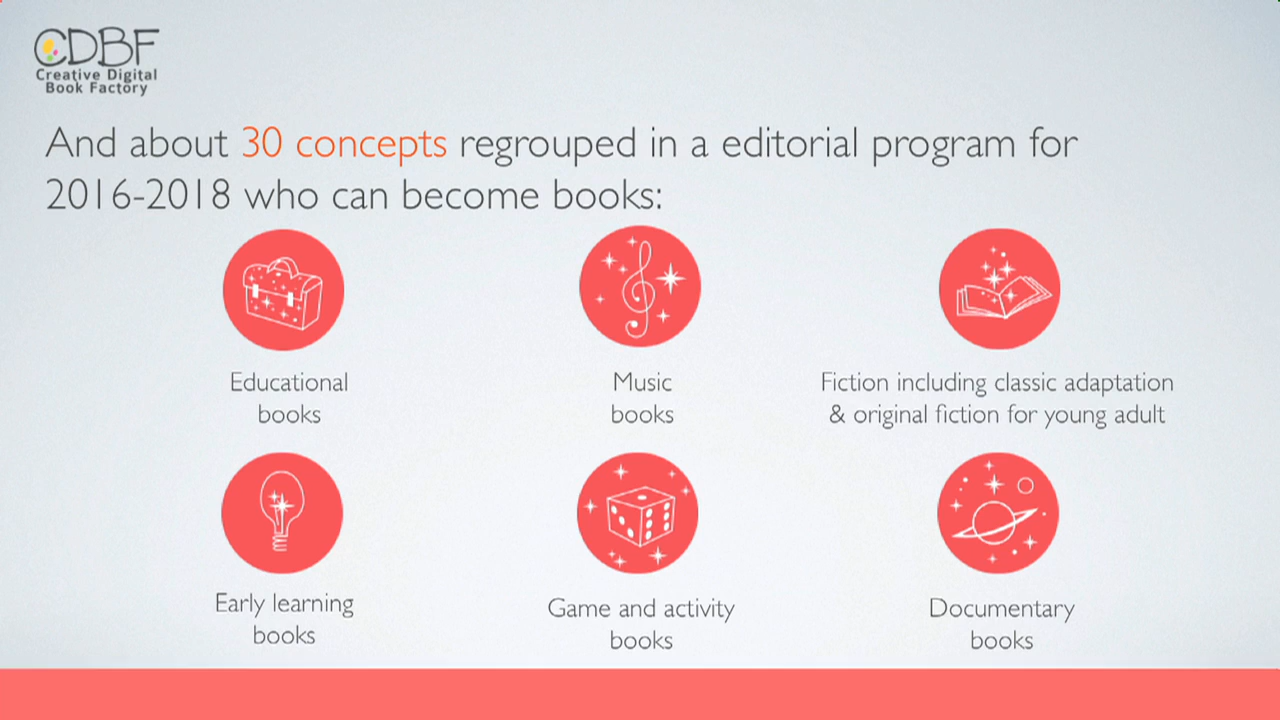 CDBF
Creative Digital
Book Factory
And about 30 concepts regrouped in a editorial program for
2016-2018 who can become books:
Educational
books
Music
books
Fiction including classic adaptation
& original fiction for young adult
Early learning
books
Game and activity
books
Documentary
books